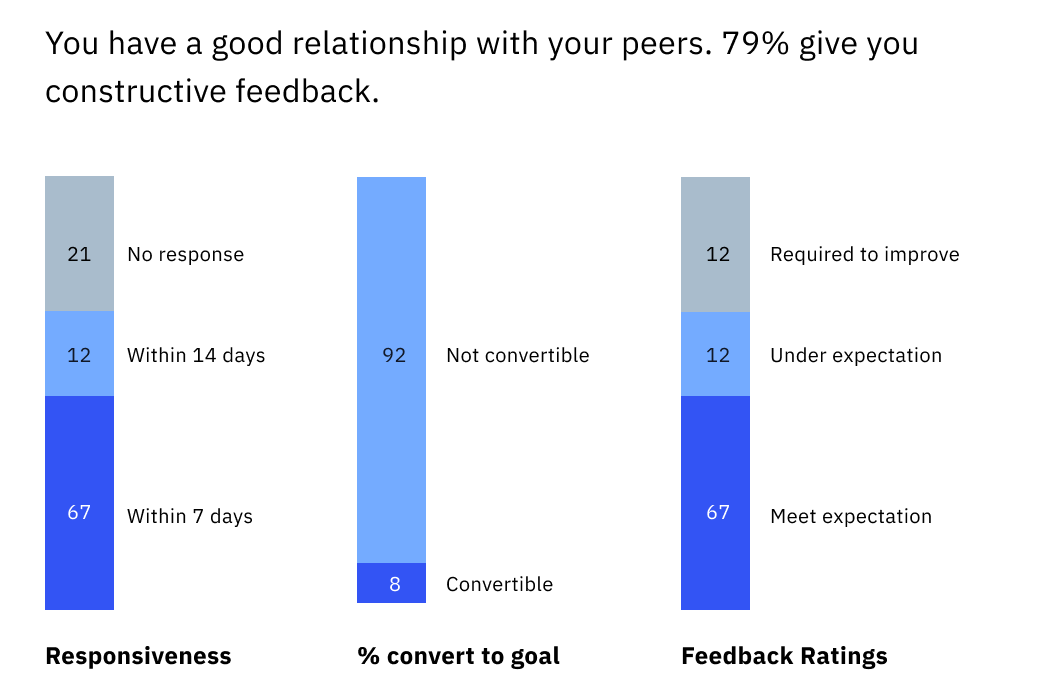 You have a good relationship with your peers. 79% give you
constructive feedback.
21 No response
12 Within 14 days
67 Within 7 days
Responsiveness
92 Not convertible
8 Convertible
% convert to goal
12 Required to improve
12 Under expectation
67 Meet expectation
Feedback Ratings